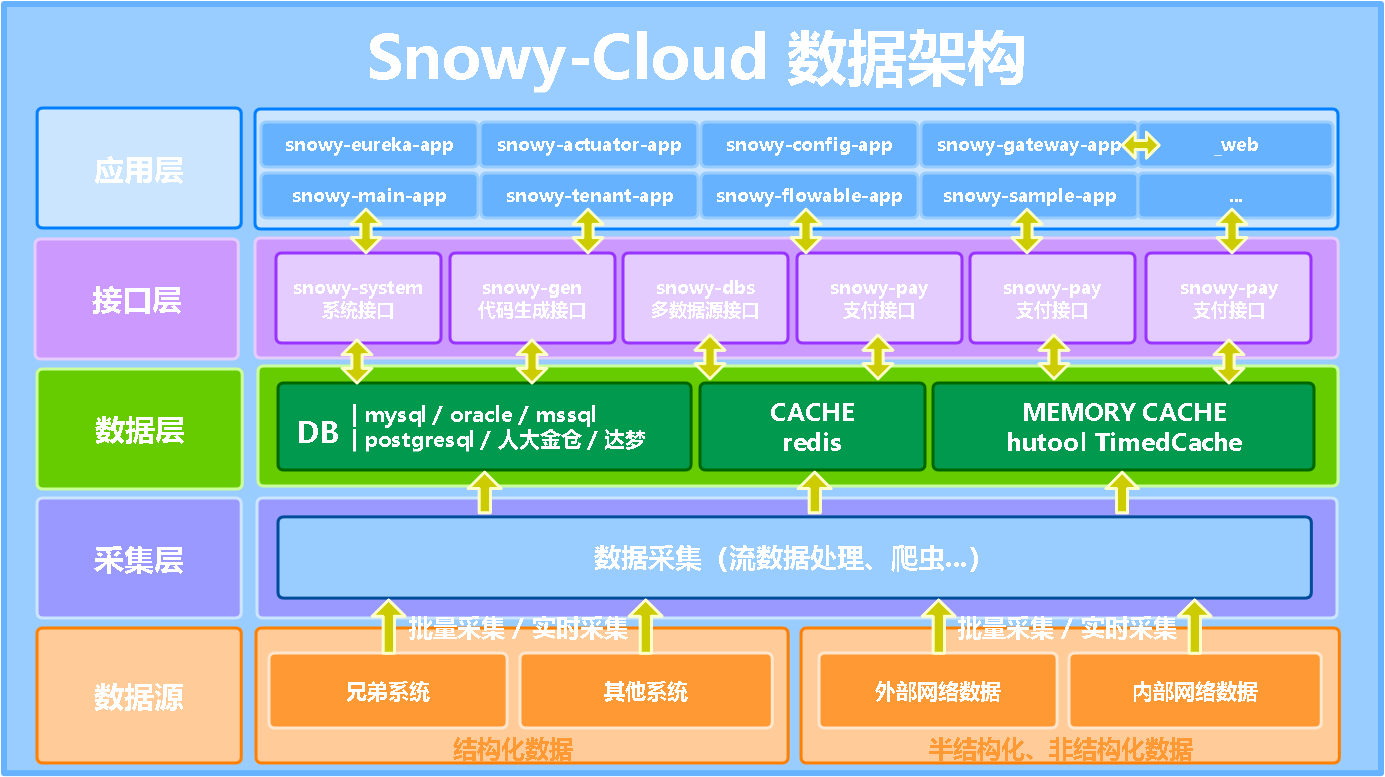 Snowy-Cloud 数据架构
应用层
snowy-eureka-app
snowy-actuator-app
snowy-config-app
snowy-gateway-app
_web
snowy-main-app
snowy-tenant-app
snowy-flowable-app
snowy-sample-app
...
接口层
snowy-system
系统接口
snowy-gen
代码生成接口
snowy-dbs
多数据源接口
snowy-pay
支付接口
snowy-pay
支付接口
snowy-pay
支付接口
数据层
DB
| mysql / oracle / mssql
| postgresql / 人大金仓 / 达梦
CACHE
redis
MEMORY CACHE
hutool TimedCache
采集层
数据采集（流数据处理、爬虫...）
批量采集 / 实时采集
批量采集 / 实时采集
数据源
兄弟系统
其他系统
外部网络数据
内部网络数据
结构化数据
半结构化、非结构化数据